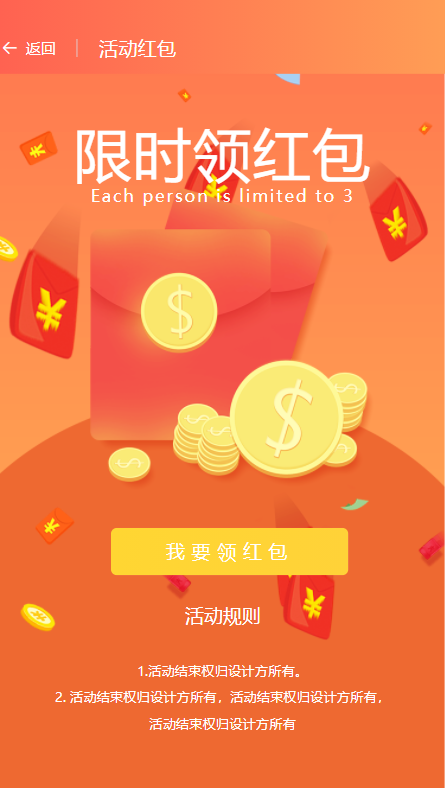 返回 活动红包
限时领红包
Each person is limited to 3
我要领红包
活动规则
1.活动结束权归设计方所有。
2. 活动结束权归设计方所有，活动结束权归设计方所有，
活动结束权归设计方所有